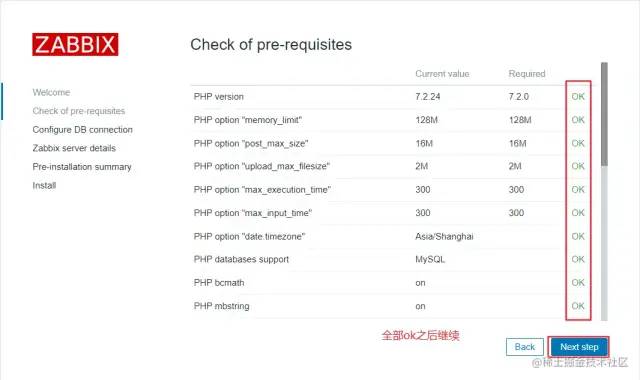 ZABBIX
Check of pre-requisites
Welcome
Check of pre-requisites
Configure DB connection
Zabbix server details
Pre-installation summary
Install
Current value Required
PHP version 7.2.24 7.2.0 OK
PHP option "memory_limit" 128M 128M OK
PHP option "post_max_size" 16M 16M OK
PHP option "upload_max_filesize" 2M 2M OK
PHP option "max_execution_time" 300 300 OK
PHP option "max_input_time" 300 300 OK
PHP option "date.timezone" Asia/Shanghai OK
PHP databases support MySQL OK
PHP bcmath on OK
PHP mbstring on OK
全部ok之后继续
Back Next step
@稀土掘金技术社区